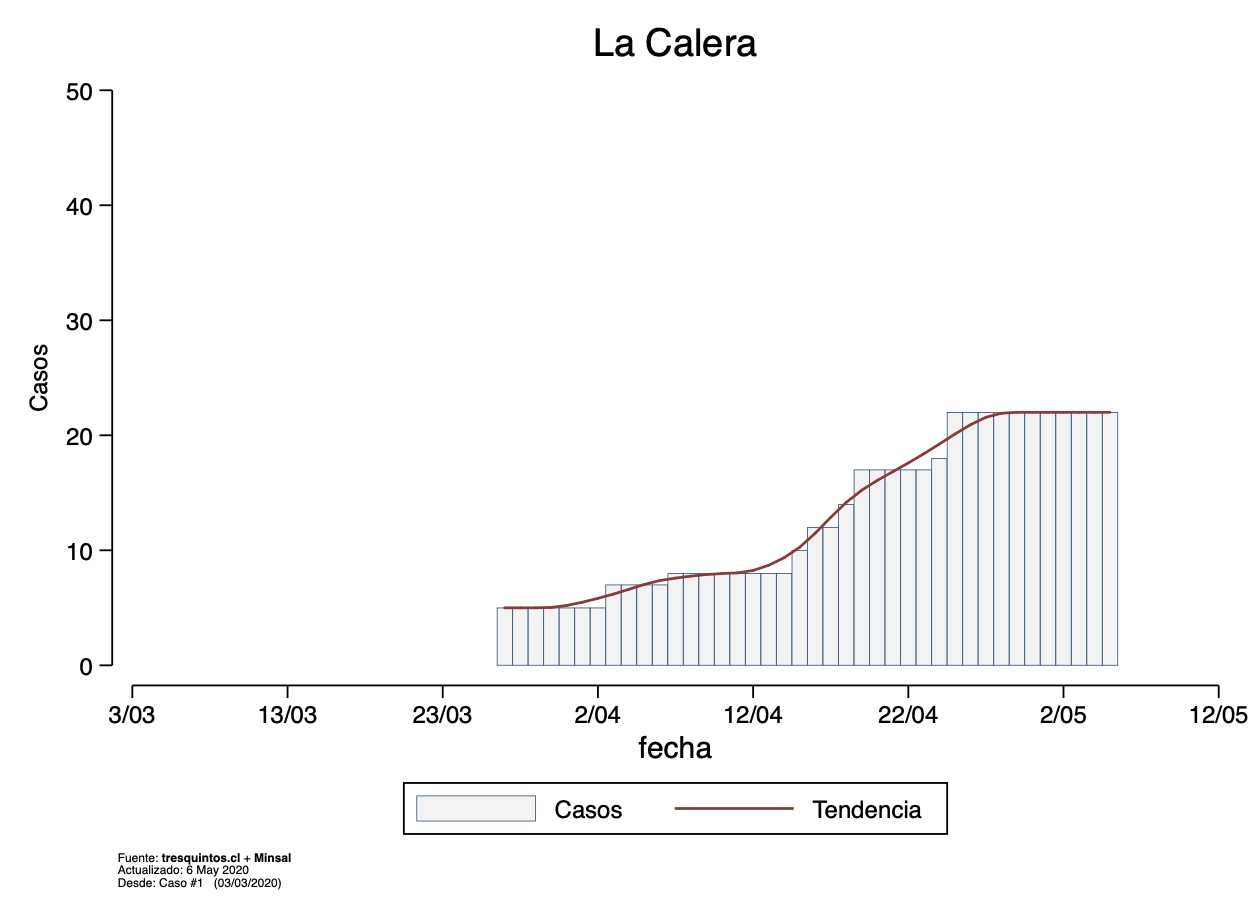 La Calera
50
40
30
20
10
0
Casos
3/03 13/03 23/03 2/04 12/04 22/04 2/05 12/05
fecha
Casos Tendencia
Fuente: tresquintos.cl + Minsal
Actualizado: 6 May 2020
Desde: Caso #1 (03/03/2020)